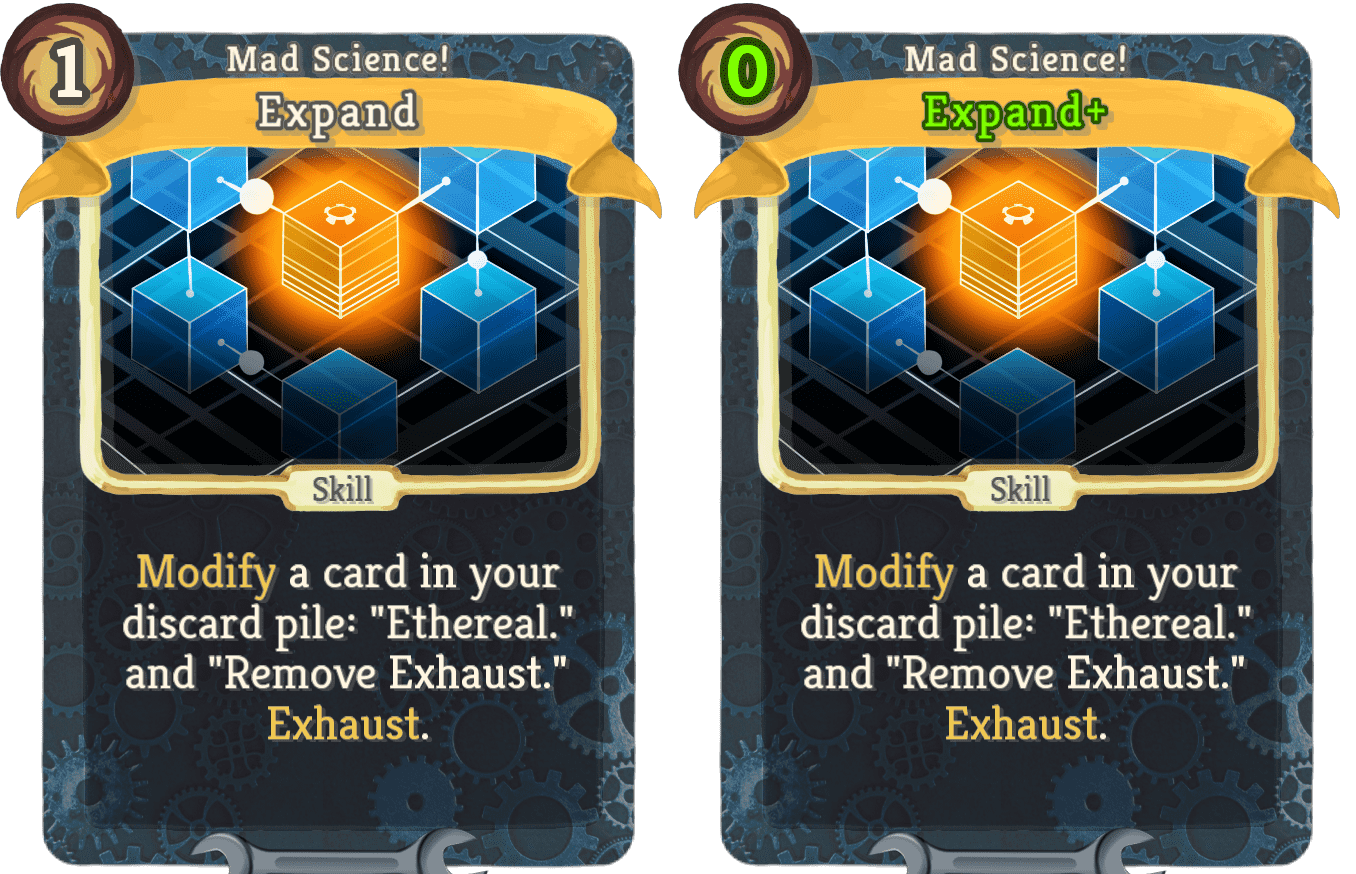 1
Mad Science!
Expand
Skill
Modify a card in your
discard pile: "Ethereal."
and "Remove Exhaust."
Exhaust.
0
Mad Science!
Expand+
Skill
Modify a card in your
discard pile: "Ethereal."
and "Remove Exhaust."
Exhaust.